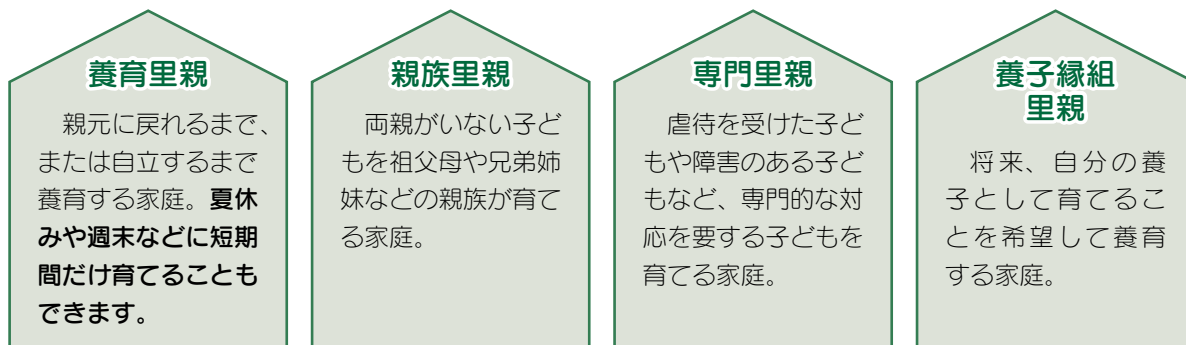 養育里親
　親元に戻れるまで、
または自立するまで
養育する家庭。夏休
みや週末などに短期
間だけ育てることも
できます。
親族里親
　両親がいない子ど
もを祖父母や兄弟姉
妹などの親族が育て
る家庭。
専門里親
　虐待を受けた子ど
もや障害のある子ど
もなど、専門的な対
応を要する子どもを
育てる家庭。
養子縁組
里親
　将来、自分の養
子として育てるこ
とを希望して養育
する家庭。